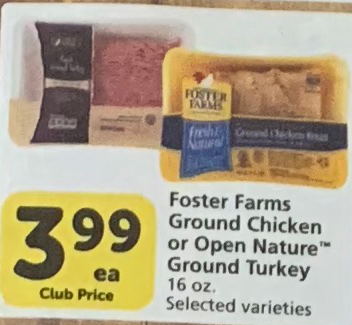 FOSTER
FARMS
Fresh &
Natural
Ground Chicken Breast
3.99
ea
Club Price
Foster Farms
Ground Chicken
or Open Nature™
Ground Turkey
16 oz.
Selected varieties